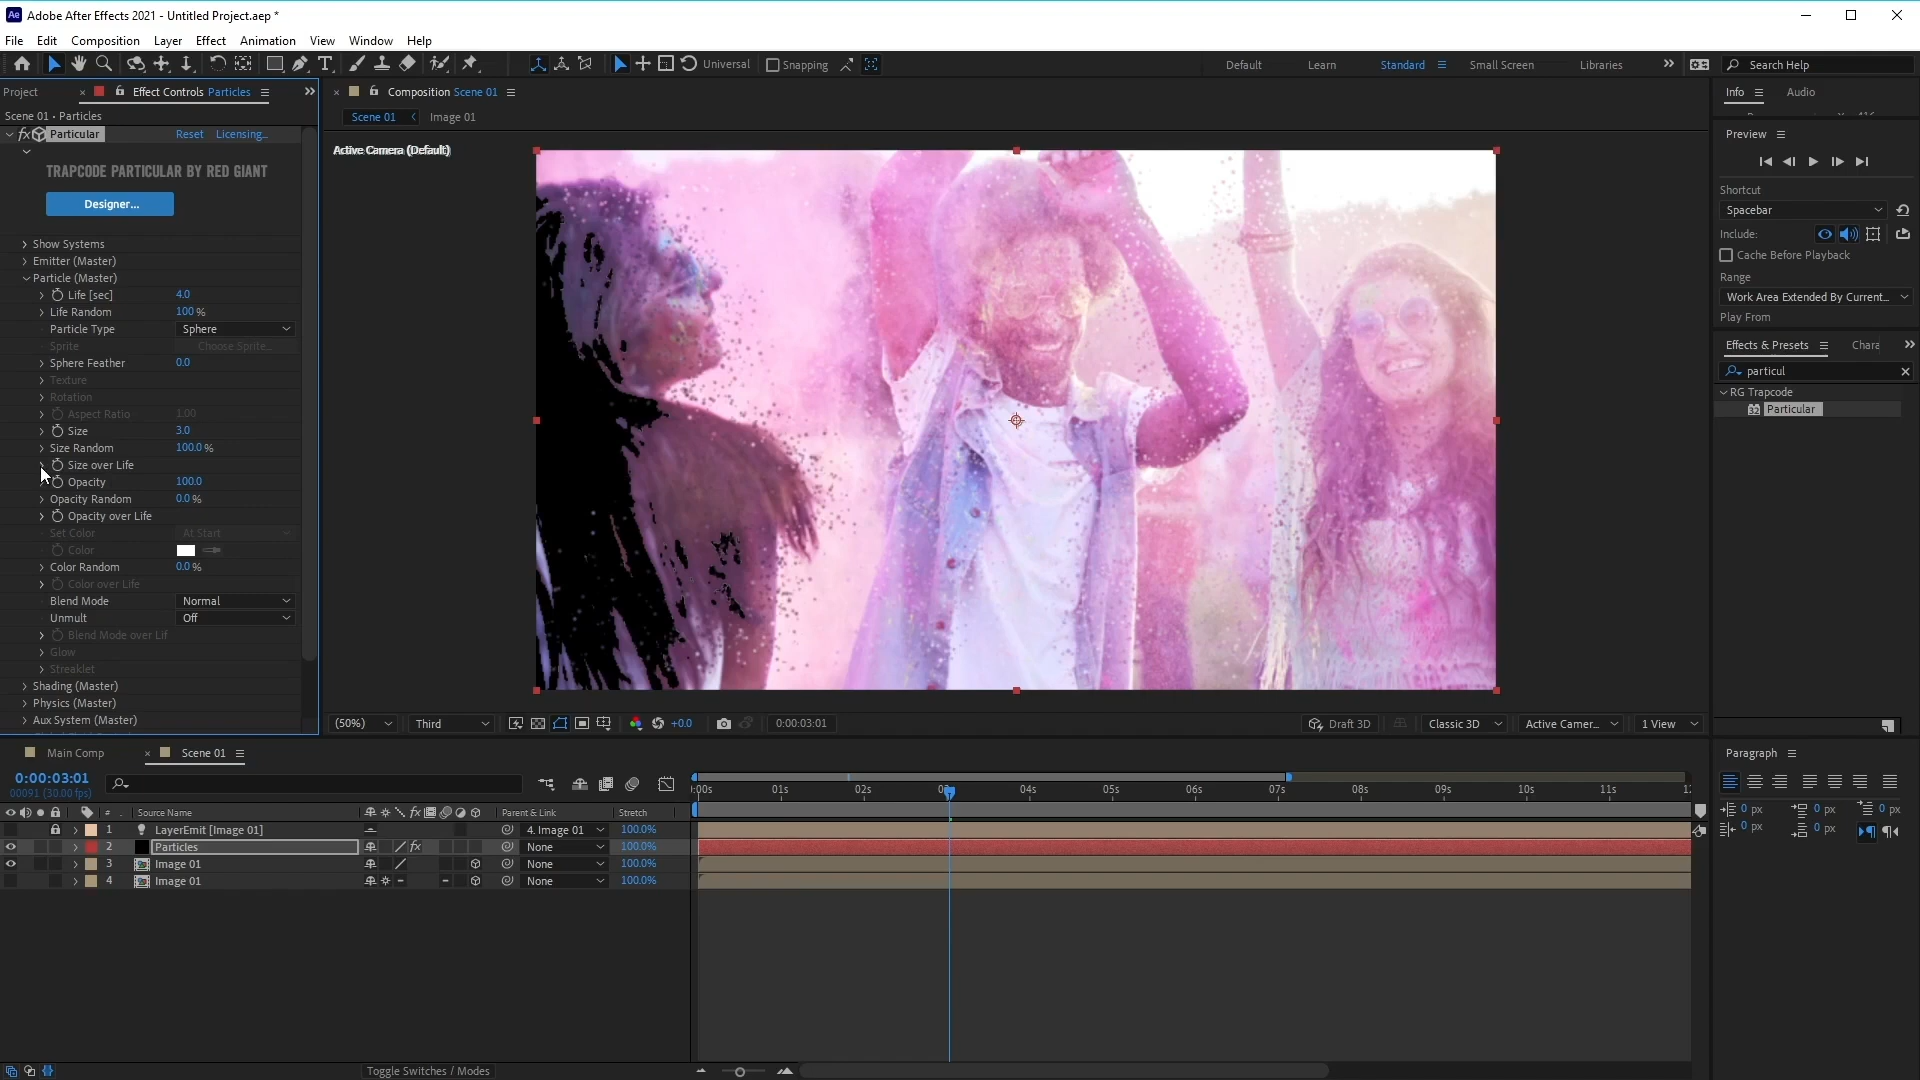 Adobe After Effects 2021 - Untitled Project.aep *
File Edit Composition Layer Effect Animation View Window Help
Universal Snapping Default Learn Standard Small Screen Libraries Search Help
Project Effect Controls Particles
Scene 01 • Particles
fx Particular Reset Licensing...
TRAPCODE PARTICULAR BY RED GIANT
Designer...
Show Systems
Emitter (Master)
Particle (Master)
Life [sec] 4.0
Life Random 100 %
Particle Type Sphere
Sprite Choose Sprite...
Sphere Feather 0.0
Texture
Rotation
Aspect Ratio 1.00
Size 3.0
Size Random 100.0 %
Size over Life
Opacity 100.0
Opacity Random 0.0 %
Opacity over Life
Set Color At Start
Color
Color Random 0.0 %
Color over Life
Blend Mode Normal
Unmult Off
Blend Mode over Lif
Glow
Streaklet
Shading (Master)
Physics (Master)
Aux System (Master)
Composition Scene 01
Scene 01 Image 01
Active Camera (Default)
(50%) Third +0.0 0:00:03:01 Draft 3D Classic 3D Active Camer... 1 View
Info Audio
Preview
Shortcut
Spacebar
Include:
Cache Before Playback
Range
Work Area Extended By Current...
Play From
Effects & Presets Chara
particul
RG Trapcode
32 Particular
Main Comp Scene 01
0:00:03:01
00091 (30.00 fps)
:00s 01s 02s 03s 04s 05s 06s 07s 08s 09s 10s 11s 12
# Source Name fx Parent & Link Stretch
1 LayerEmit [Image 01] 4. Image 01 100.0%
2 Particles fx None 100.0%
3 Image 01 None 100.0%
4 Image 01 None 100.0%
Toggle Switches / Modes
Paragraph
0 px 0 px 0 px
0 px 0 px